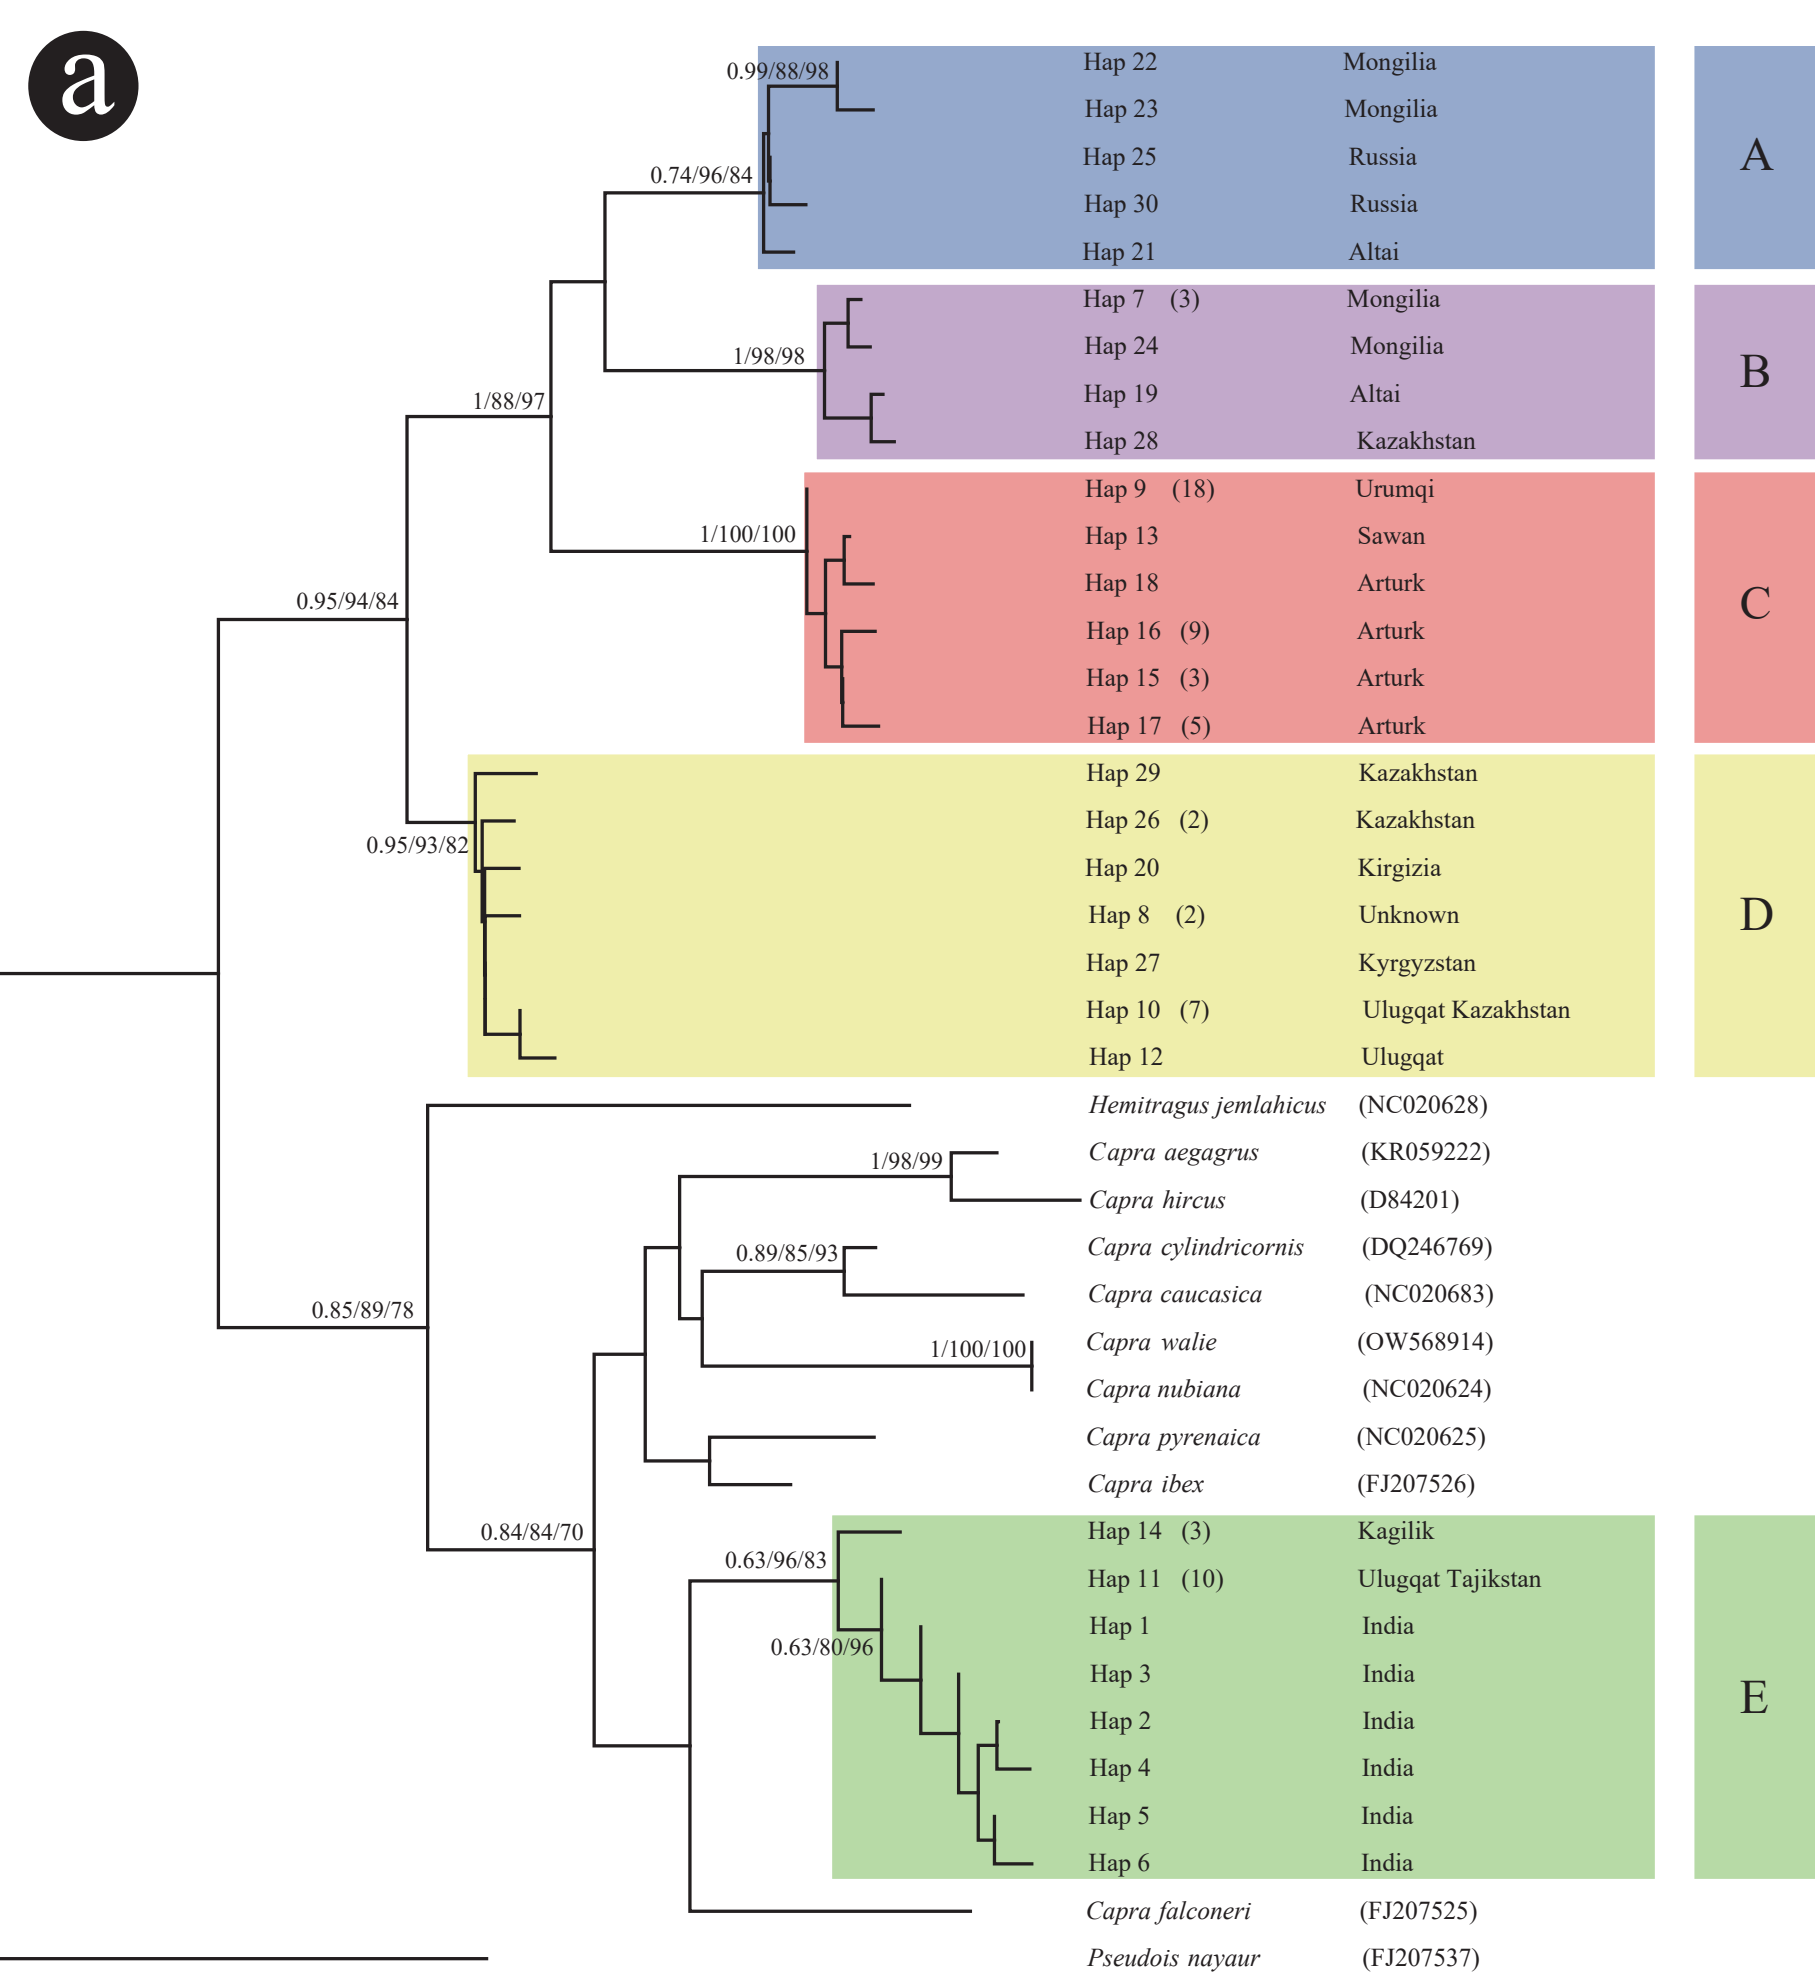 a
0.99/88/98 Hap 22 Mongilia
Hap 23 Mongilia
Hap 25 Russia A
0.74/96/84
Hap 30 Russia
Hap 21 Altai
Hap 7 (3) Mongilia
Hap 24 Mongilia
1/98/98 B
Hap 19 Altai
1/88/97
Hap 28 Kazakhstan
Hap 9 (18) Urumqi
1/100/100 Hap 13 Sawan
Hap 18 Arturk
0.95/94/84 C
Hap 16 (9) Arturk
Hap 15 (3) Arturk
Hap 17 (5) Arturk
Hap 29 Kazakhstan
Hap 26 (2) Kazakhstan
0.95/93/82
Hap 20 Kirgizia
Hap 8 (2) Unknown D
Hap 27 Kyrgyzstan
Hap 10 (7) Ulugqat Kazakhstan
Hap 12 Ulugqat
Hemitragus jemlahicus (NC020628)
1/98/99 Capra aegagrus (KR059222)
Capra hircus (D84201)
0.89/85/93 Capra cylindricornis (DQ246769)
Capra caucasica (NC020683)
0.85/89/78
1/100/100 Capra walie (OW568914)
Capra nubiana (NC020624)
Capra pyrenaica (NC020625)
Capra ibex (FJ207526)
0.84/84/70 Hap 14 (3) Kagilik
0.63/96/83
Hap 11 (10) Ulugqat Tajikstan
Hap 1 India
0.63/80/96
Hap 3 India
E
Hap 2 India
Hap 4 India
Hap 5 India
Hap 6 India
Capra falconeri (FJ207525)
Pseudois nayaur (FJ207537)